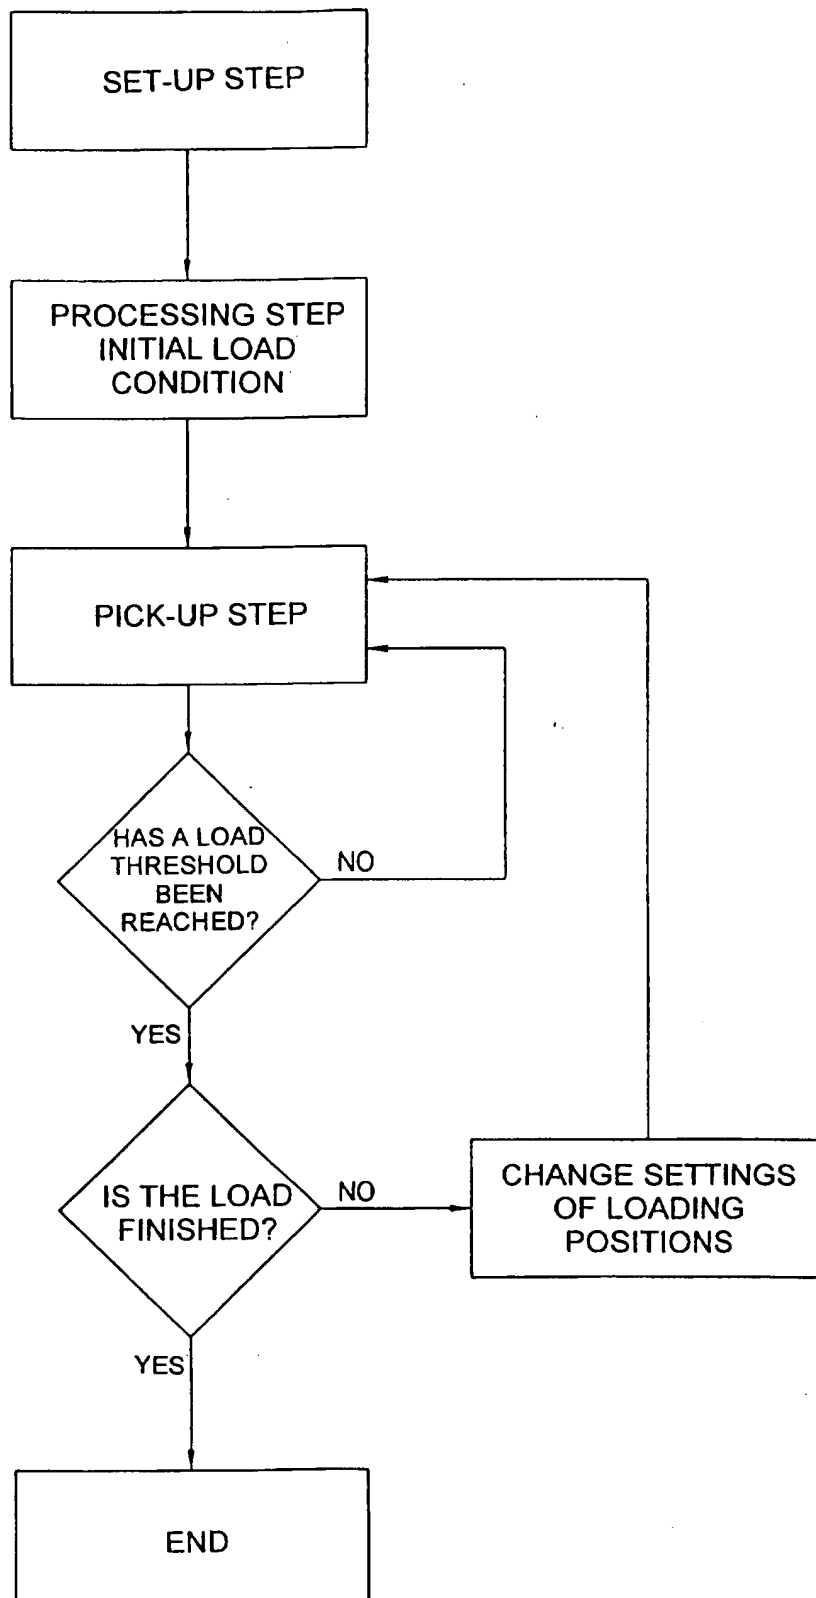 SET-UP STEP
PROCESSING STEP
INITIAL LOAD
CONDITION
PICK-UP STEP
HAS A LOAD
THRESHOLD
BEEN
REACHED?
NO
YES
IS THE LOAD
FINISHED?
NO
CHANGE SETTINGS
OF LOADING
POSITIONS
YES
END